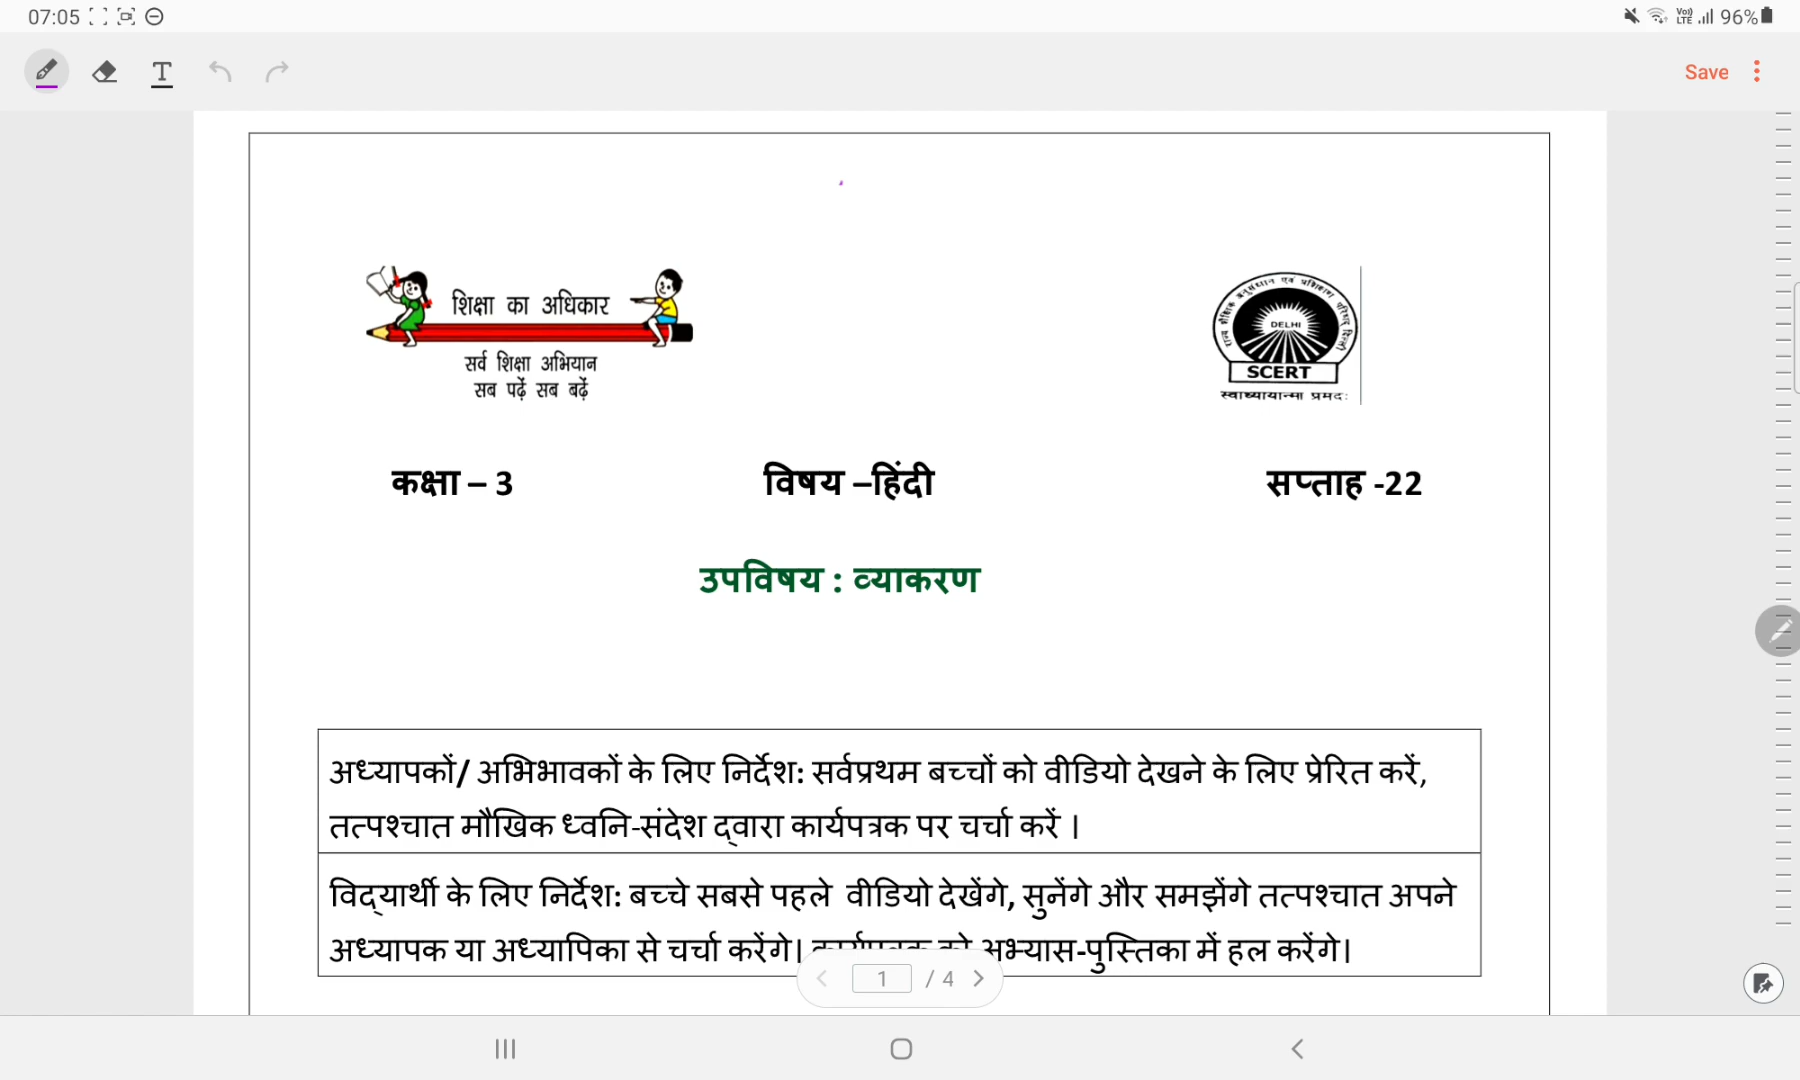 07:05
VoLTE 96%
T
Save
शिक्षा का अधिकार
सर्व शिक्षा अभियान
सब पढ़ें सब बढ़ें
DELHI
SCERT
कक्षा – 3 विषय –हिंदी सप्ताह -22
उपविषय : व्याकरण
अध्यापकों/ अभिभावकों के लिए निर्देश: सर्वप्रथम बच्चों को वीडियो देखने के लिए प्रेरित करें,
तत्पश्चात मौखिक ध्वनि-संदेश द्वारा कार्यपत्रक पर चर्चा करें ।
विद्यार्थी के लिए निर्देश: बच्चे सबसे पहले वीडियो देखेंगे, सुनेंगे और समझेंगे तत्पश्चात अपने
अध्यापक या अध्यापिका से चर्चा करेंगे। कार्यपत्रक को अभ्यास-पुस्तिका में हल करेंगे।
1 / 4